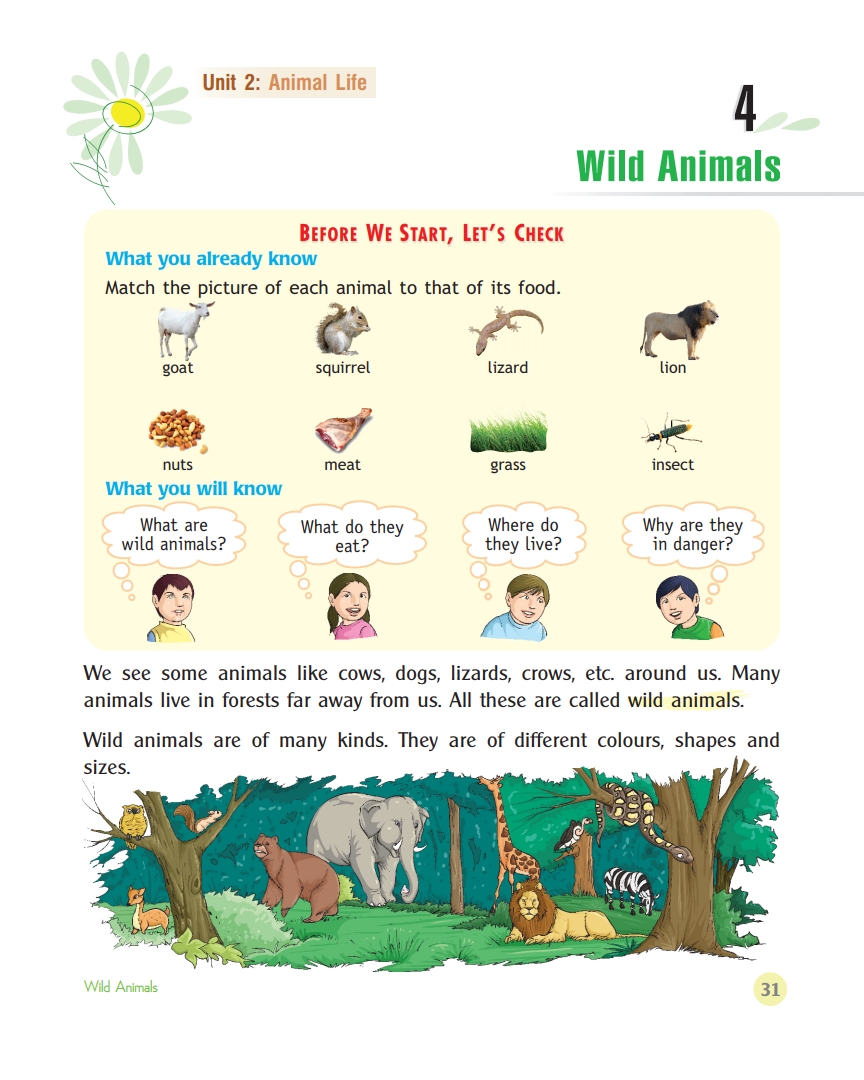 Unit 2: Animal Life
4
Wild Animals
BEFORE WE START, LET'S CHECK
What you already know
Match the picture of each animal to that of its food.
goat squirrel lizard lion
nuts meat grass insect
What you will know
What are
wild animals?
What do they
eat?
Where do
they live?
Why are they
in danger?
We see some animals like cows, dogs, lizards, crows, etc. around us. Many
animals live in forests far away from us. All these are called wild animals.
Wild animals are of many kinds. They are of different colours, shapes and
sizes.
Wild Animals
31